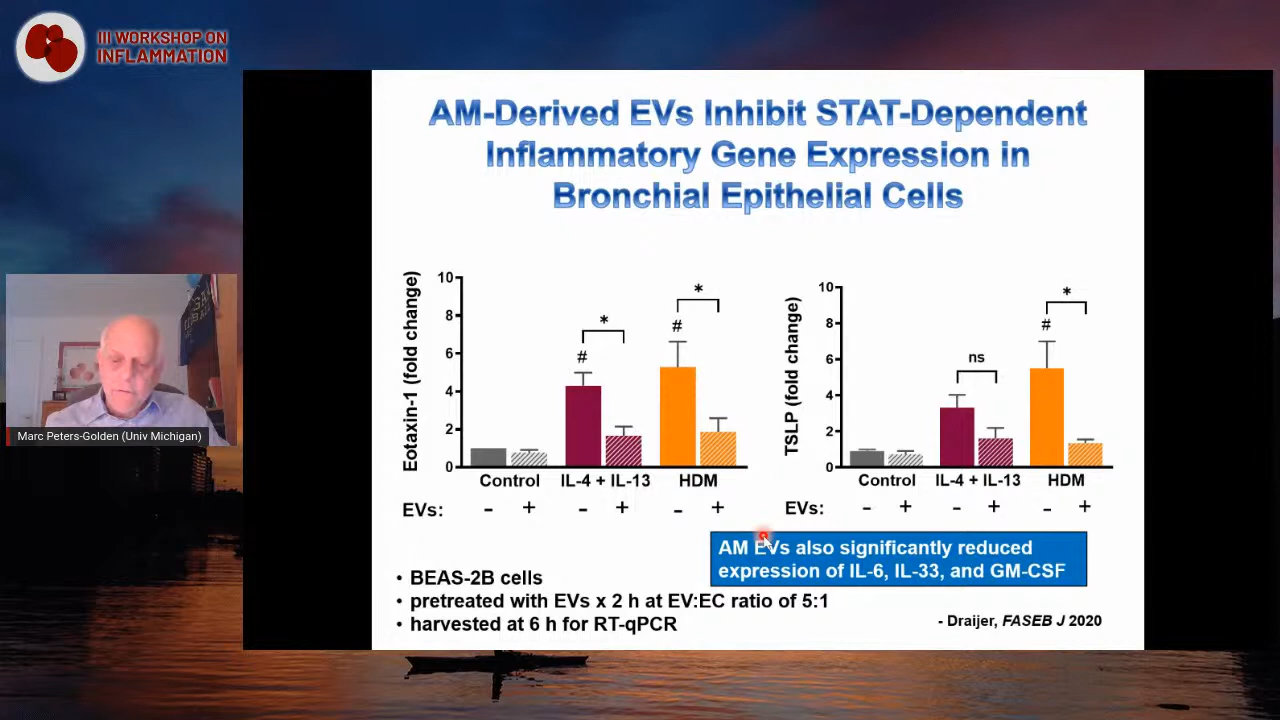 III WORKSHOP ON
INFLAMMATION
AM-Derived EVs Inhibit STAT-Dependent
Inflammatory Gene Expression in
Bronchial Epithelial Cells
Eotaxin-1 (fold change)
10
8
6
4
2
0
#
*
#
*
Control
IL-4 + IL-13
HDM
EVs: - + - + - +
TSLP (fold change)
10
8
6
4
2
0
ns
#
*
Control
IL-4 + IL-13
HDM
EVs: - + - + - +
AM EVs also significantly reduced
expression of IL-6, IL-33, and GM-CSF
• BEAS-2B cells
• pretreated with EVs x 2 h at EV:EC ratio of 5:1
• harvested at 6 h for RT-qPCR
- Draijer, FASEB J 2020
Marc Peters-Golden (Univ Michigan)